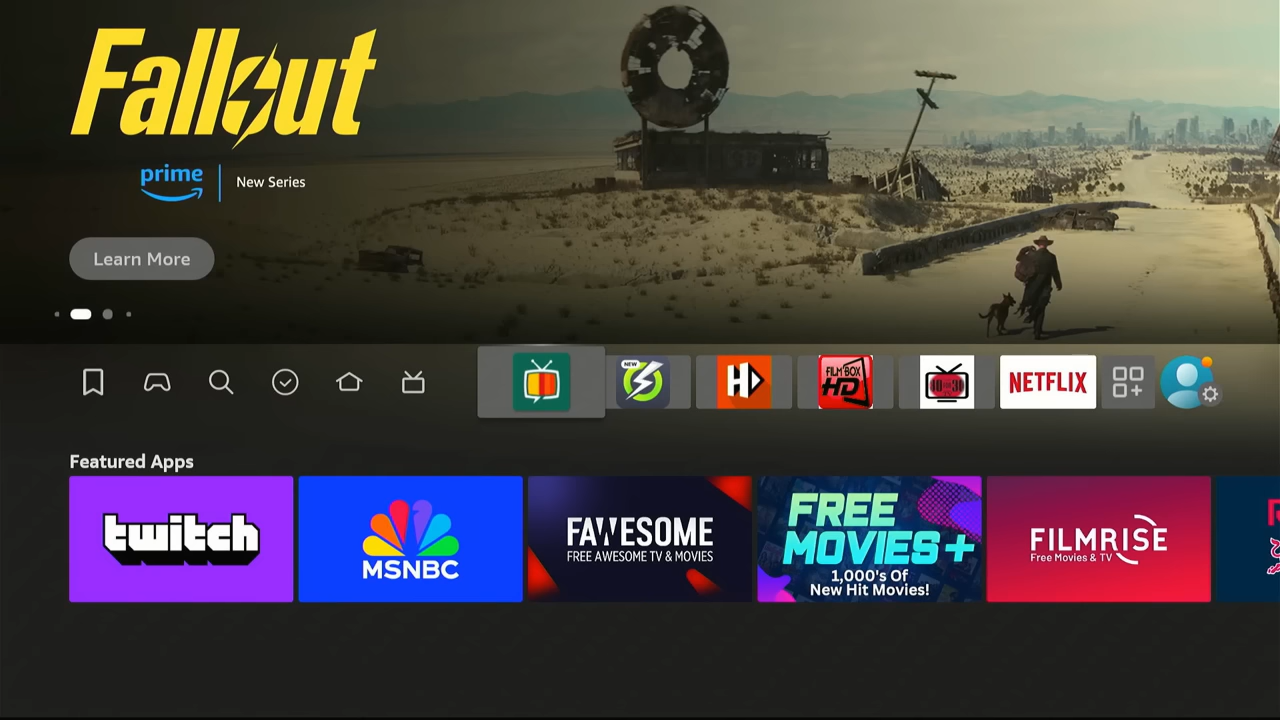 Fallout
prime
New Series
Learn More
NEW
FILM BOX
HD
NETFLIX
Featured Apps
twitch
MSNBC
FAWESOME
FREE AWESOME TV & MOVIES
FREE
MOVIES+
1,000's Of
New Hit Movies!
FILMRISE
Free Movies & TV